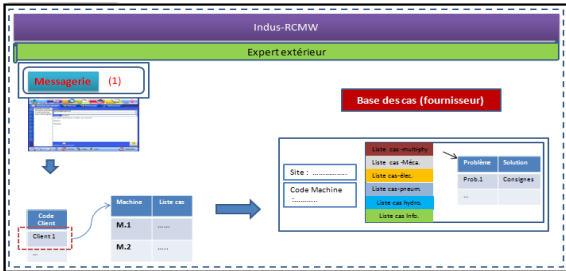 Indus-RCMW
Expert extérieur
Messagerie (1)
Base des cas (fournisseur)
Site : ................
Code Machine
:...........
Liste cas -multiphy
Liste cas -Méca.
Liste cas-élec.
Liste cas-pneum.
Liste cas hydro.
Liste cas Info.
Problème Solution
Prob.1 Consignes
...
Code
Client
Client 1
...
Machine Liste cas
M.1 ......
M.2 .....